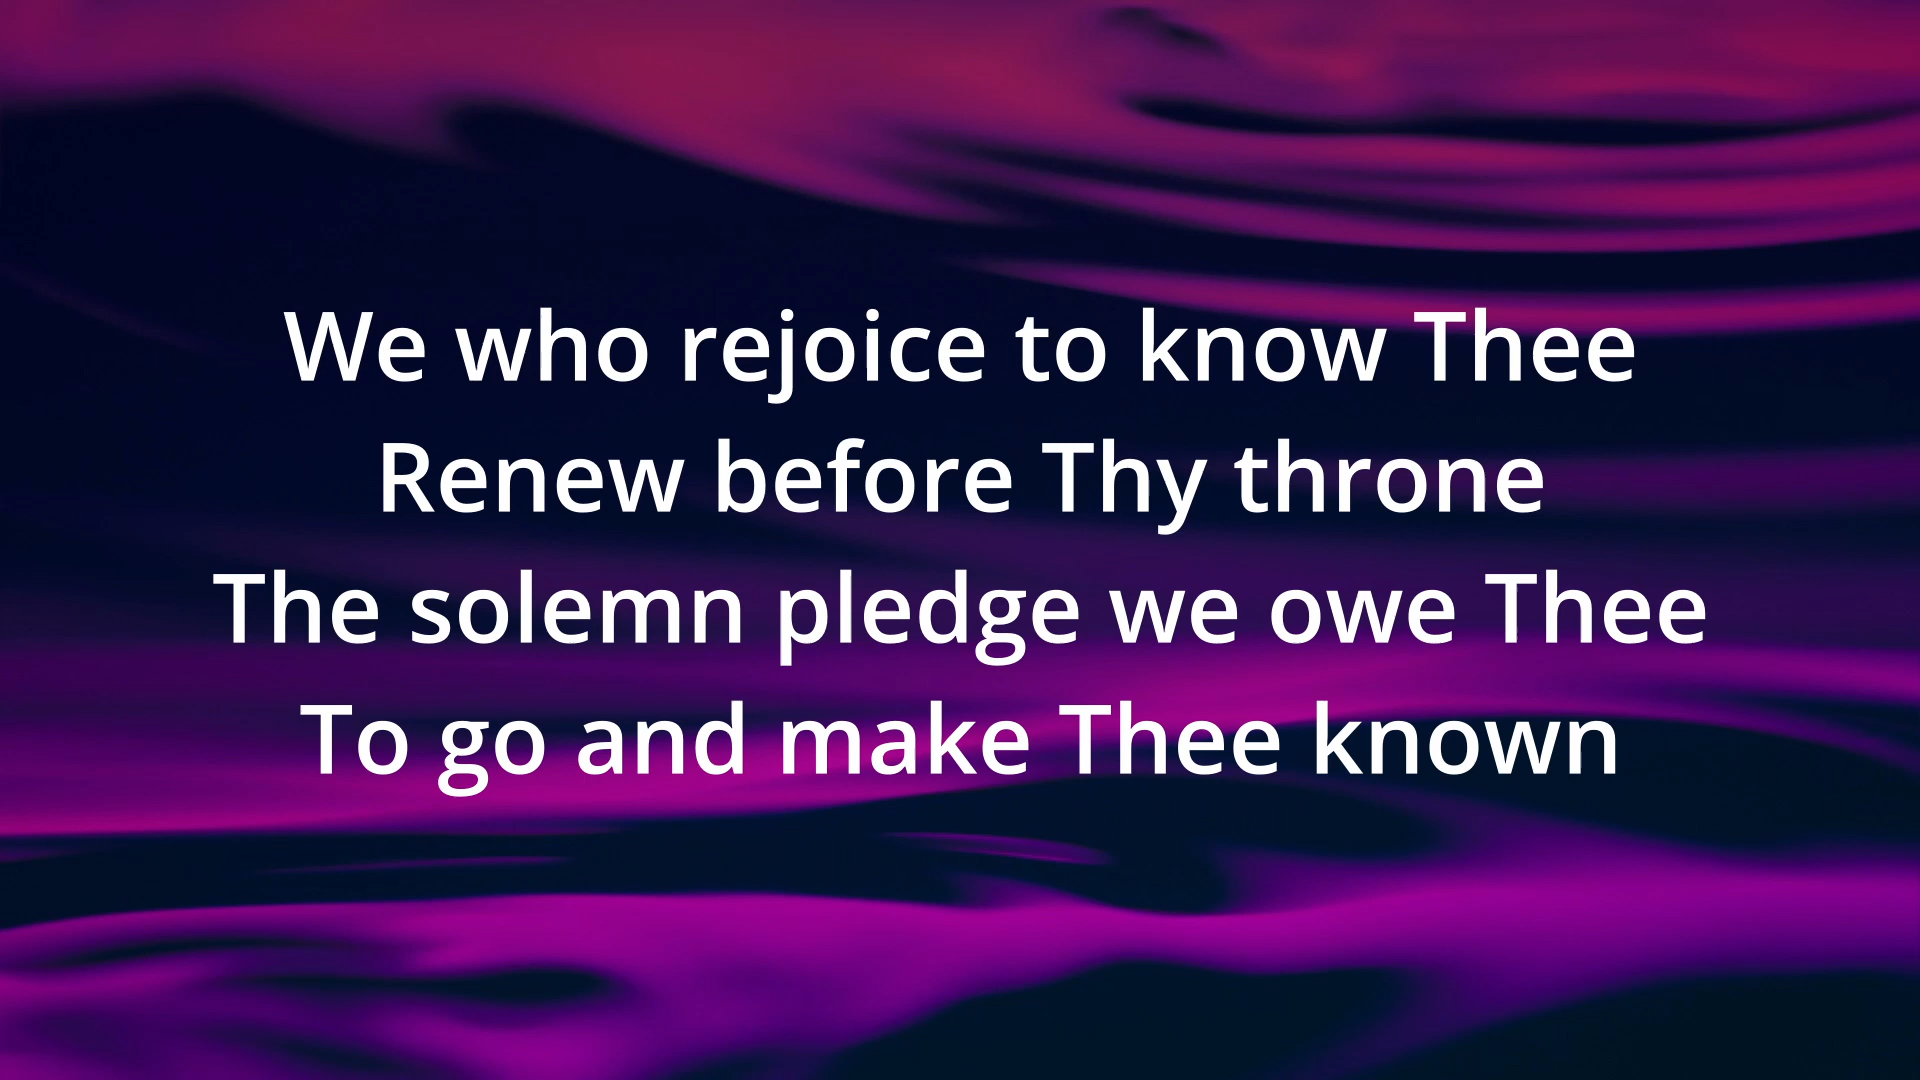 We who rejoice to know Thee
Renew before Thy throne
The solemn pledge we owe Thee
To go and make Thee known